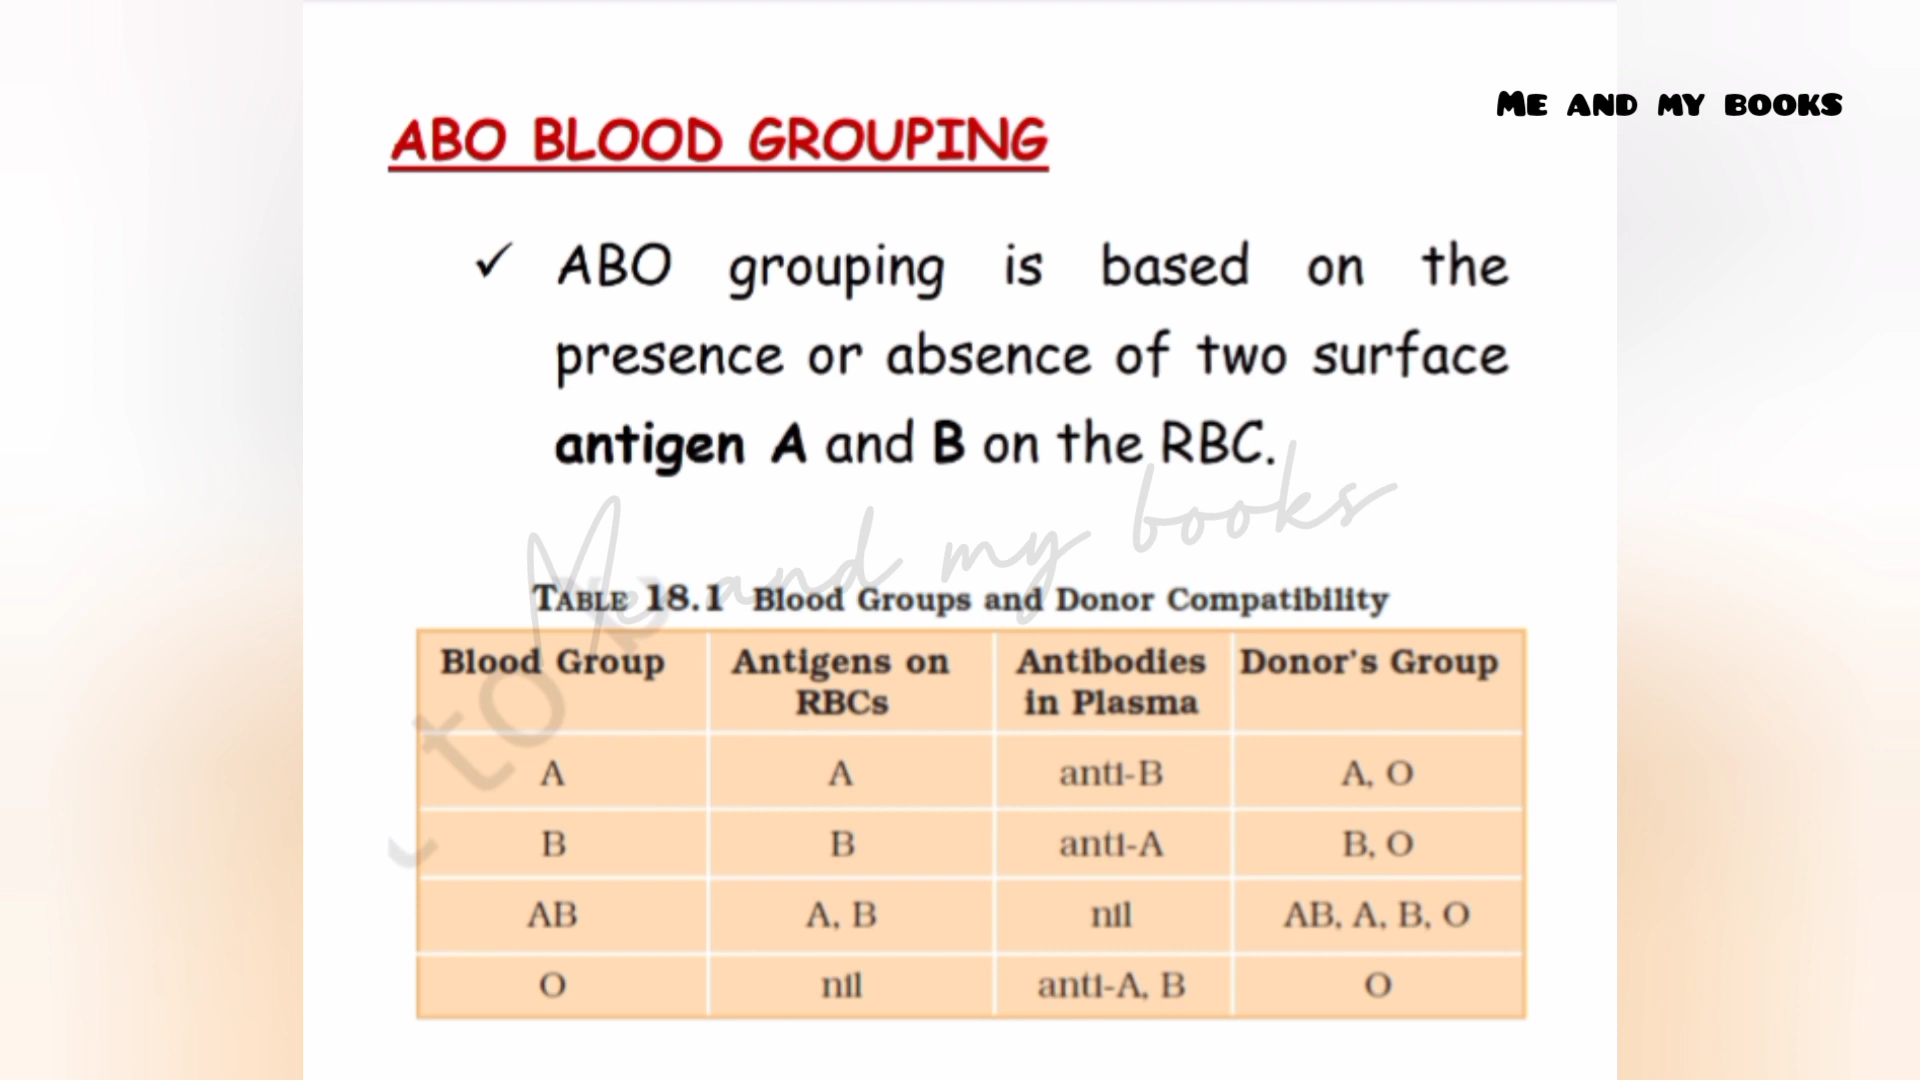 ME AND MY BOOKS
ABO BLOOD GROUPING
✓ ABO grouping is based on the
presence or absence of two surface
antigen A and B on the RBC.
Me and my books
TABLE 18.1 Blood Groups and Donor Compatibility
Blood Group Antigens on RBCs Antibodies in Plasma Donor's Group
A A anti-B A, O
B B anti-A B, O
AB A, B nil AB, A, B, O
O nil anti-A, B O
to